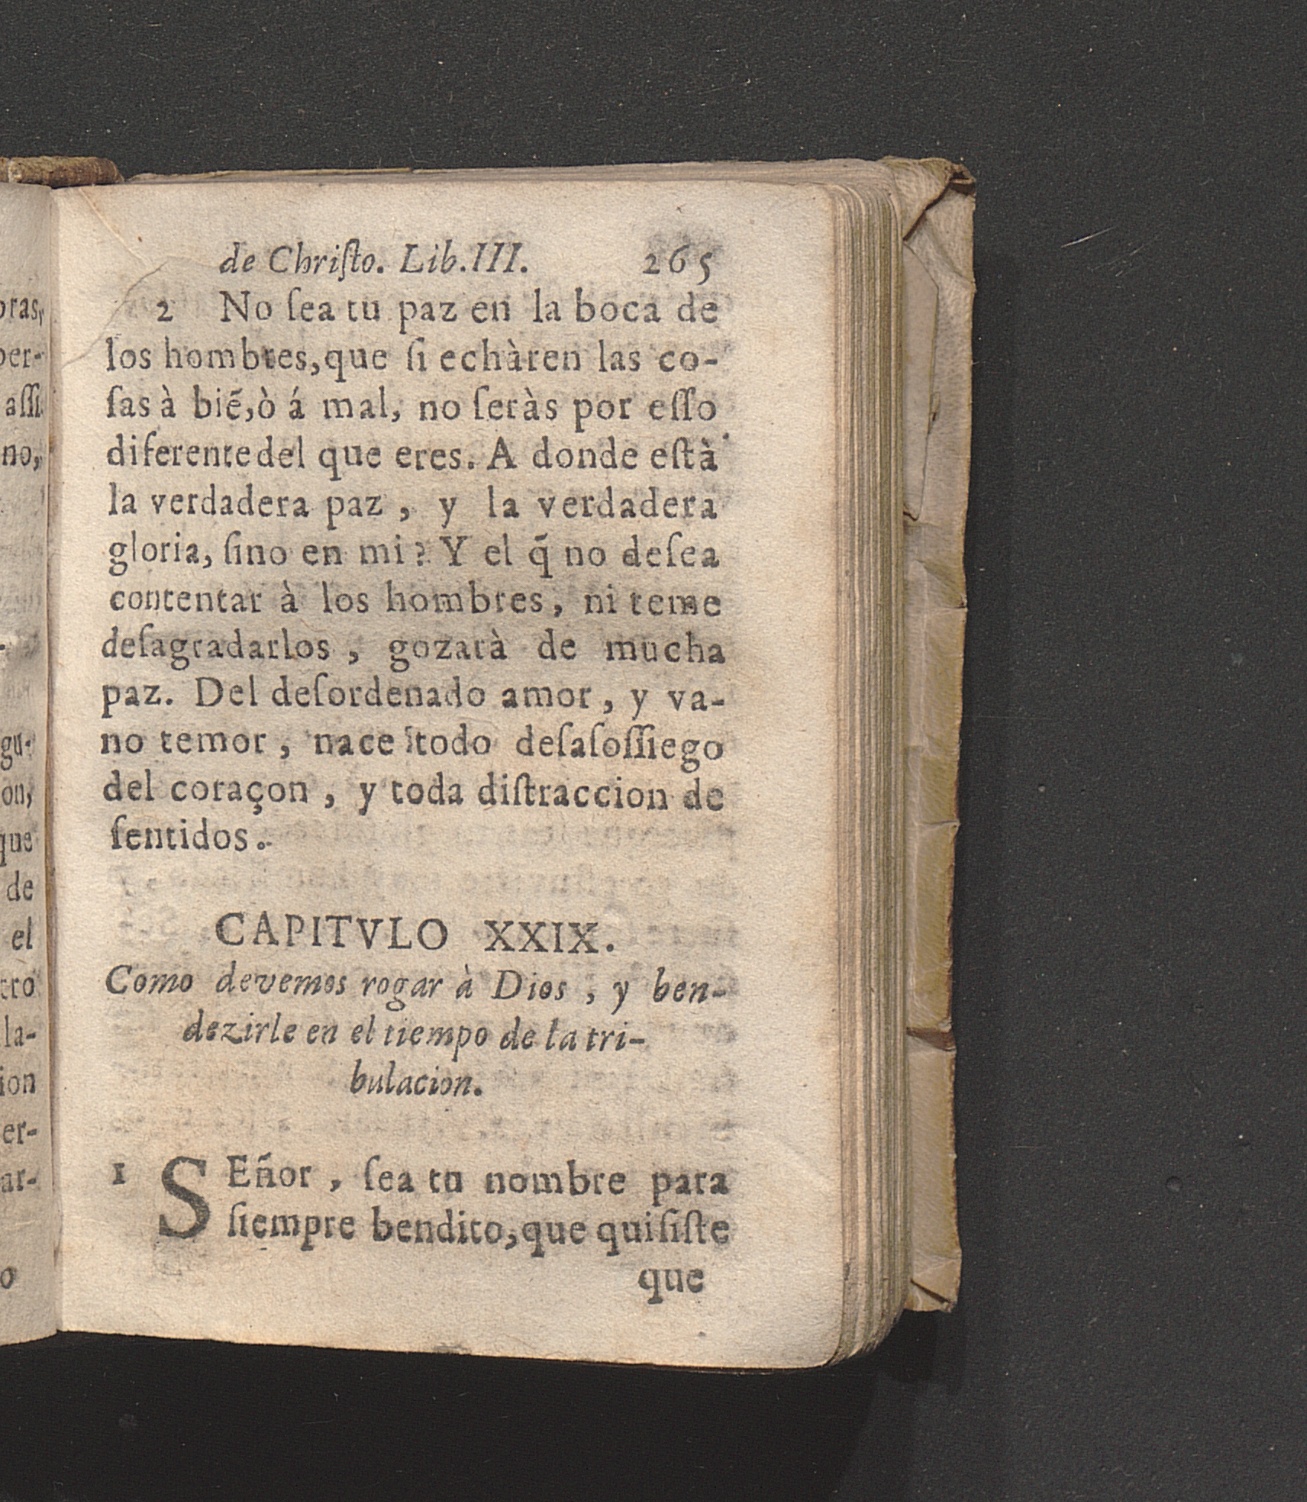 de Chriſto. Lib.III. 265
2 No ſea tu paz en la boca de
los hombres,que ſi echàren las co-
ſas à biẽ,ò á mal, no ſeràs por eſſo
diferente del que eres. A donde eſtà
la verdadera paz , y la verdadera
gloria, ſino en mi? Y el q̃ no deſea
contentar à los hombres, ni teme
deſagradarlos , gozarà de mucha
paz. Del deſordenado amor, y va-
no temor , nace todo deſaſoſſiego
del coraçon , y toda diſtraccion de
ſentidos.
CAPITVLO XXIX.
Como devemos rogar à Dios , y ben-
dezirle en el tiempo de la tri-
bulacion.
1 SEñor , ſea tu nombre para
ſiempre bendito,que quiſiſte
que